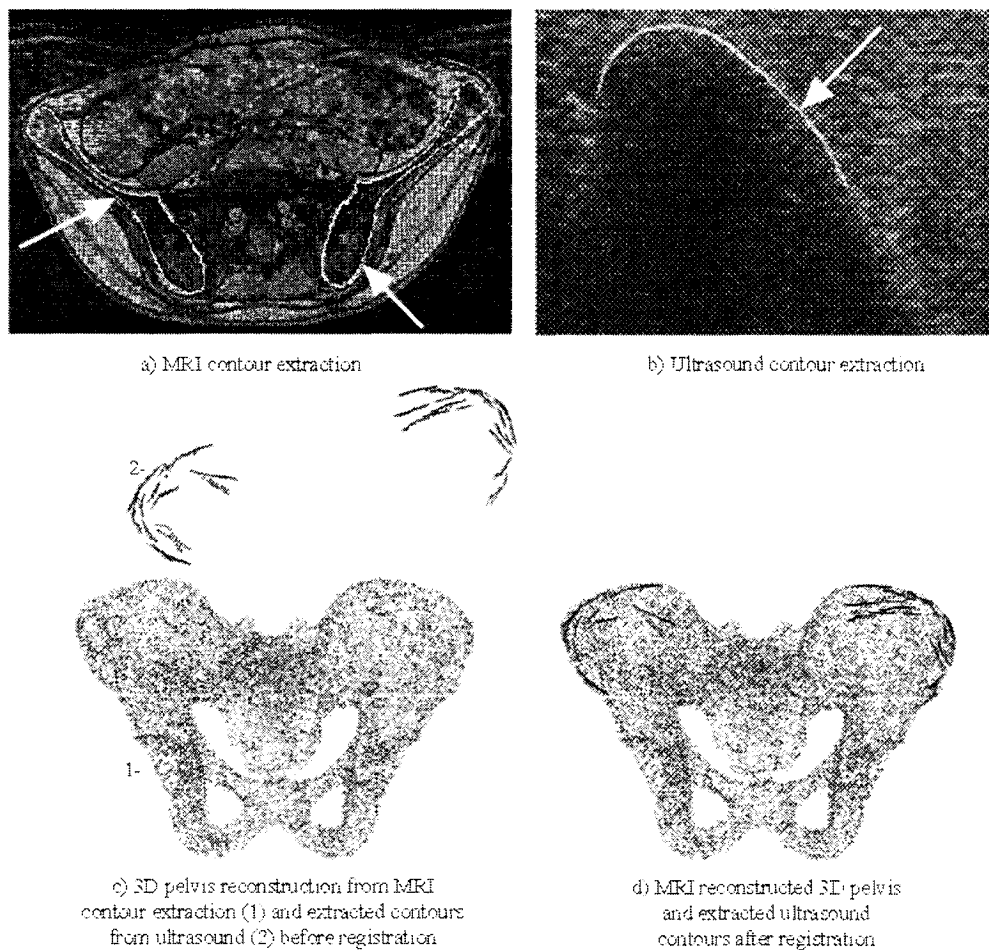 a) MRI contour extraction
b) Ultrasound contour extraction
2-
1-
c) 3D pelvis reconstruction from MRI
contour extraction (1) and extracted contours
from ultrasound (2) before registration
d) MRI reconstructed 3D pelvis
and extracted ultrasound
contours after registration